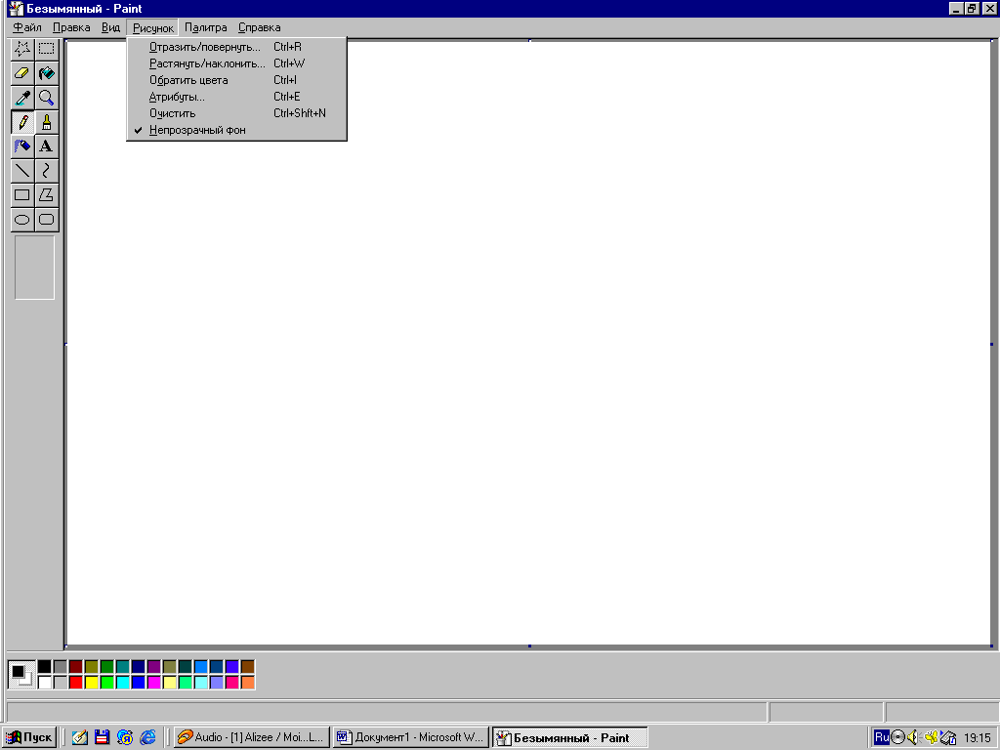 Безымянный - Paint
Файл Правка Вид Рисунок Палитра Справка
Отразить/повернуть... Ctrl+R
Растянуть/наклонить... Ctrl+W
Обратить цвета Ctrl+I
Атрибуты... Ctrl+E
Очистить Ctrl+Shft+N
Непрозрачный фон
A
Пуск Audio - [1] Alizee / Moi...L... Документ1 - Microsoft W... Безымянный - Paint Ru 19:15